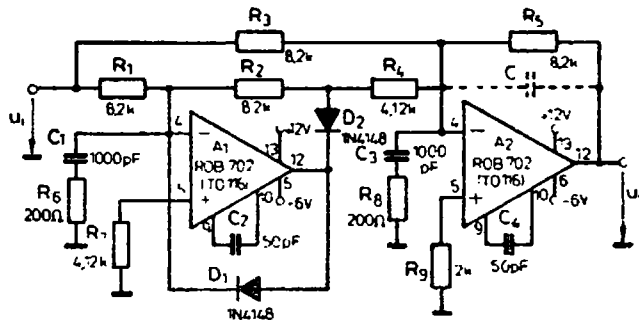 R3
8,2k
R5
8,2k
R1
8,2k
R2
8,2k
R4
4,12k
C
u1
C1
1000pF
4
−
A1
ROB 702
(TO 116)
+
13
+12V
12
10
5
-6V
D2
1N4148
C3
1000
pF
4
−
A2
ROB 702
(TO 116)
5
+
+12V
13
12
10
6
-6V
R6
200Ω
R7
4,12k
C2
50pF
R8
200Ω
9
C4
50pF
D1
1N4148
R9
2k